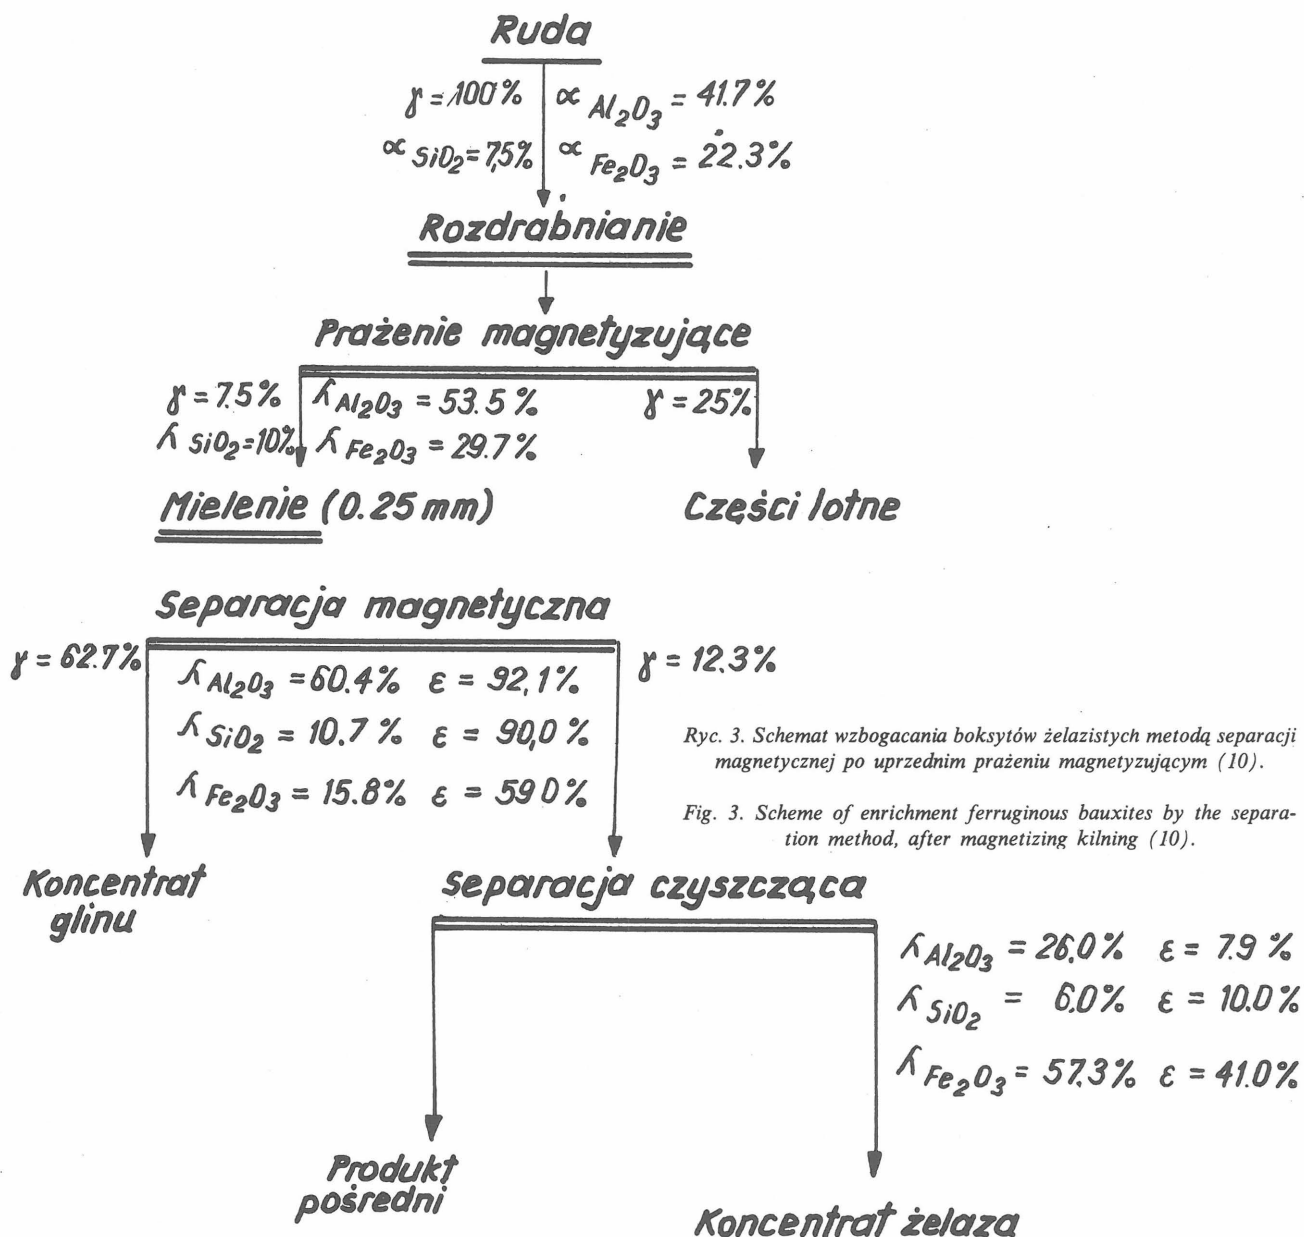 Ruda
γ = 100% ∝ Al₂O₃ = 41.7%
∝ SiO₂ = 7,5% ∝ Fe₂O₃ = 22.3%
Rozdrabnianie
Prażenie magnetyzujące
γ = 7.5% λ Al₂O₃ = 53.5% γ = 25%
λ SiO₂ = 10% λ Fe₂O₃ = 29.7%
Mielenie (0.25 mm) Części lotne
Separacja magnetyczna
γ = 62.7% λ Al₂O₃ = 60.4% ε = 92,1% γ = 12.3%
λ SiO₂ = 10.7% ε = 90,0%
λ Fe₂O₃ = 15.8% ε = 59 0%
Ryc. 3. Schemat wzbogacania boksytów żelazistych metodą separacji
magnetycznej po uprzednim prażeniu magnetyzującym (10).
Fig. 3. Scheme of enrichment ferruginous bauxites by the separa-
tion method, after magnetizing kilning (10).
Koncentrat
glinu
Separacja czyszcząca
λ Al₂O₃ = 26,0% ε = 7.9 %
λ SiO₂ = 6.0% ε = 10.0%
λ Fe₂O₃ = 57.3% ε = 41.0%
Produkt
pośredni
Koncentrat żelaza